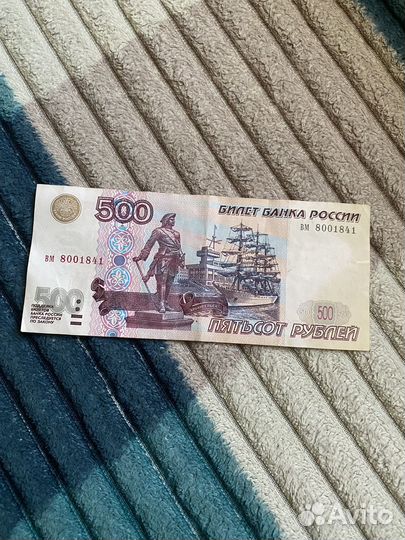 500
БИЛЕТ БАНКА РОССИИ
вм 8001841
вм 8001841
500
ПОДДЕЛКА
БИЛЕТОВ
БАНКА РОССИИ
ПРЕСЛЕДУЕТСЯ
ПО ЗАКОНУ
500
ПЯТЬСОТ РУБЛЕЙ
Avito